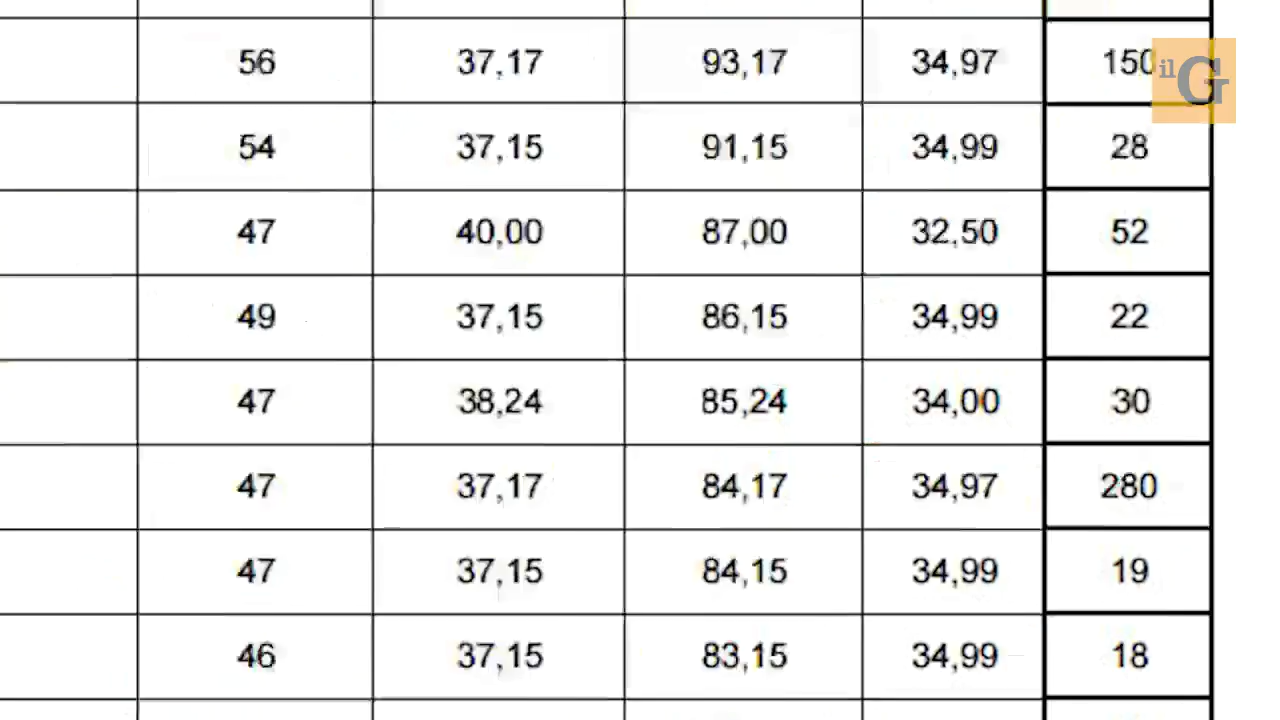 56 37,17 93,17 34,97 150
il G
54 37,15 91,15 34,99 28
47 40,00 87,00 32,50 52
49 37,15 86,15 34,99 22
47 38,24 85,24 34,00 30
47 37,17 84,17 34,97 280
47 37,15 84,15 34,99 19
46 37,15 83,15 34,99 18